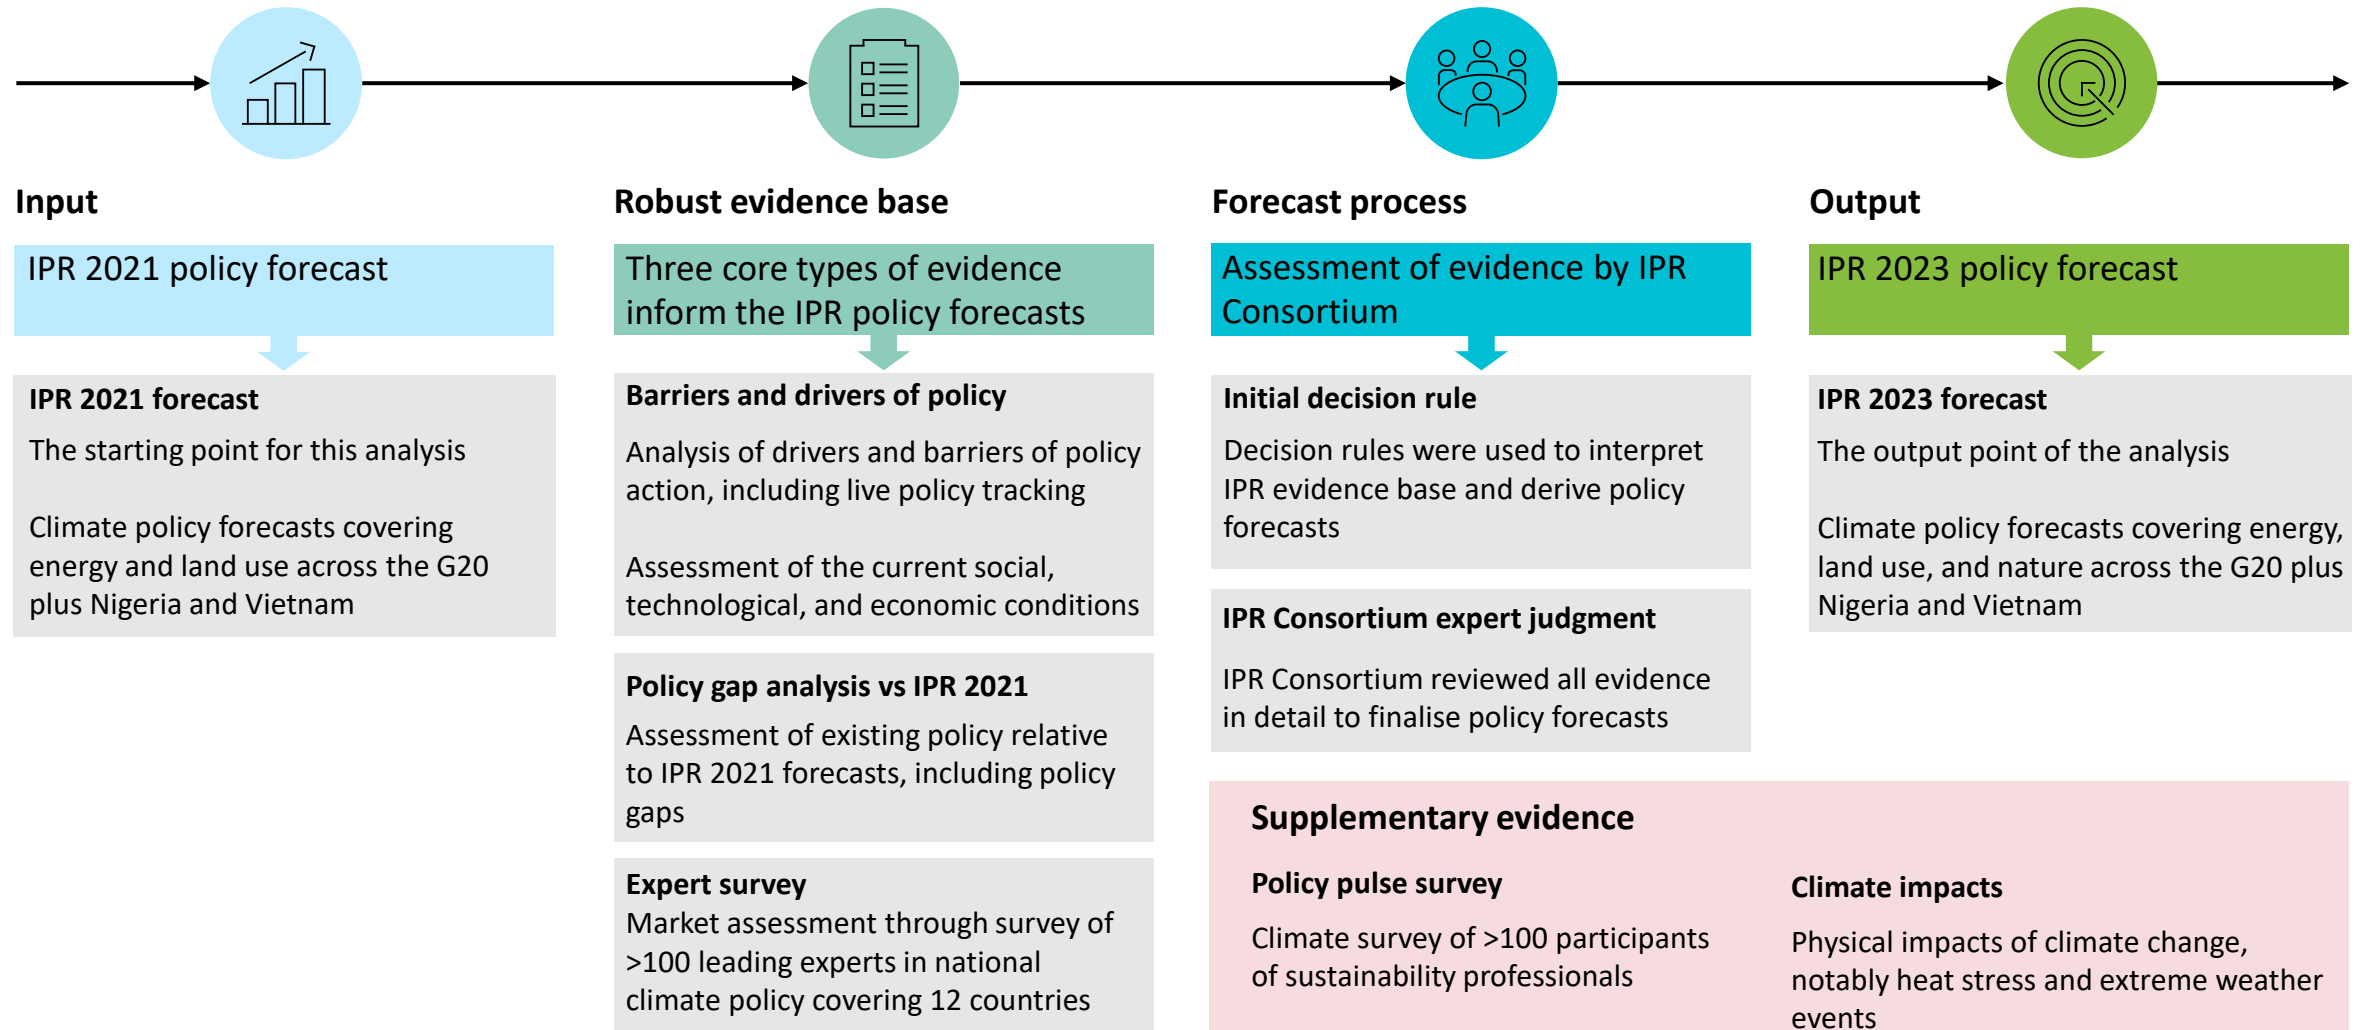 Input
IPR 2021 policy forecast
IPR 2021 forecast
The starting point for this analysis
Climate policy forecasts covering
energy and land use across the G20
plus Nigeria and Vietnam
Robust evidence base
Three core types of evidence
inform the IPR policy forecasts
Barriers and drivers of policy
Analysis of drivers and barriers of policy
action, including live policy tracking
Assessment of the current social,
technological, and economic conditions
Policy gap analysis vs IPR 2021
Assessment of existing policy relative
to IPR 2021 forecasts, including policy
gaps
Expert survey
Market assessment through survey of
>100 leading experts in national
climate policy covering 12 countries
Forecast process
Assessment of evidence by IPR
Consortium
Initial decision rule
Decision rules were used to interpret
IPR evidence base and derive policy
forecasts
IPR Consortium expert judgment
IPR Consortium reviewed all evidence
in detail to finalise policy forecasts
Output
IPR 2023 policy forecast
IPR 2023 forecast
The output point of the analysis
Climate policy forecasts covering energy,
land use, and nature across the G20 plus
Nigeria and Vietnam
Supplementary evidence
Policy pulse survey
Climate survey of >100 participants
of sustainability professionals
Climate impacts
Physical impacts of climate change,
notably heat stress and extreme weather
events